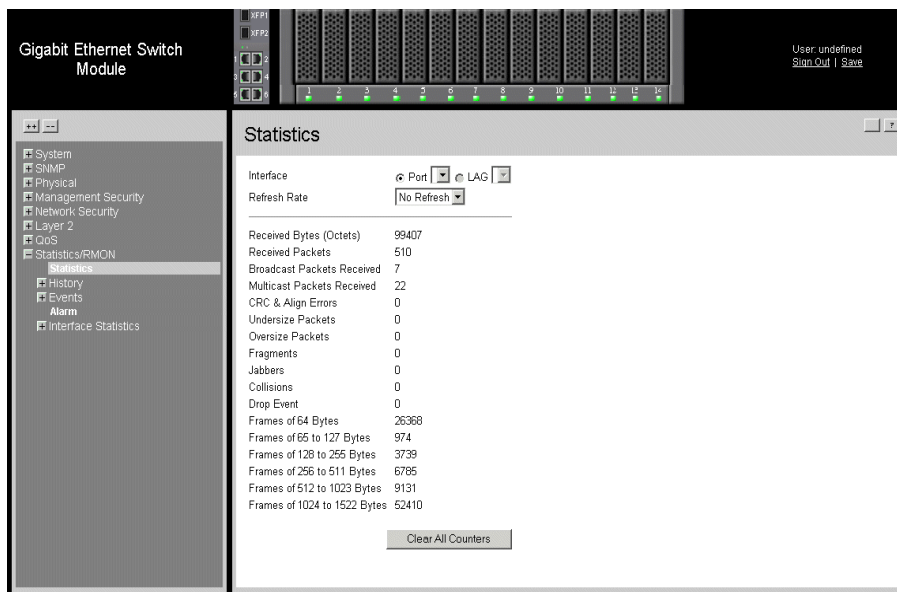 Gigabit Ethernet Switch
Module
XFP1
XFP2
1 2
3 4
5 6
1 2 3 4 5 6 7 8 9 10 11 12 13 14
User: undefined
Sign Out | Save
++ --
System
SNMP
Physical
Management Security
Network Security
Layer 2
QoS
Statistics/RMON
Statistics
History
Events
Alarm
Interface Statistics
Statistics
?
Interface Port LAG
Refresh Rate No Refresh
Received Bytes (Octets) 99407
Received Packets 510
Broadcast Packets Received 7
Multicast Packets Received 22
CRC & Align Errors 0
Undersize Packets 0
Oversize Packets 0
Fragments 0
Jabbers 0
Collisions 0
Drop Event 0
Frames of 64 Bytes 26368
Frames of 65 to 127 Bytes 974
Frames of 128 to 255 Bytes 3739
Frames of 256 to 511 Bytes 6785
Frames of 512 to 1023 Bytes 9131
Frames of 1024 to 1522 Bytes 52410
Clear All Counters